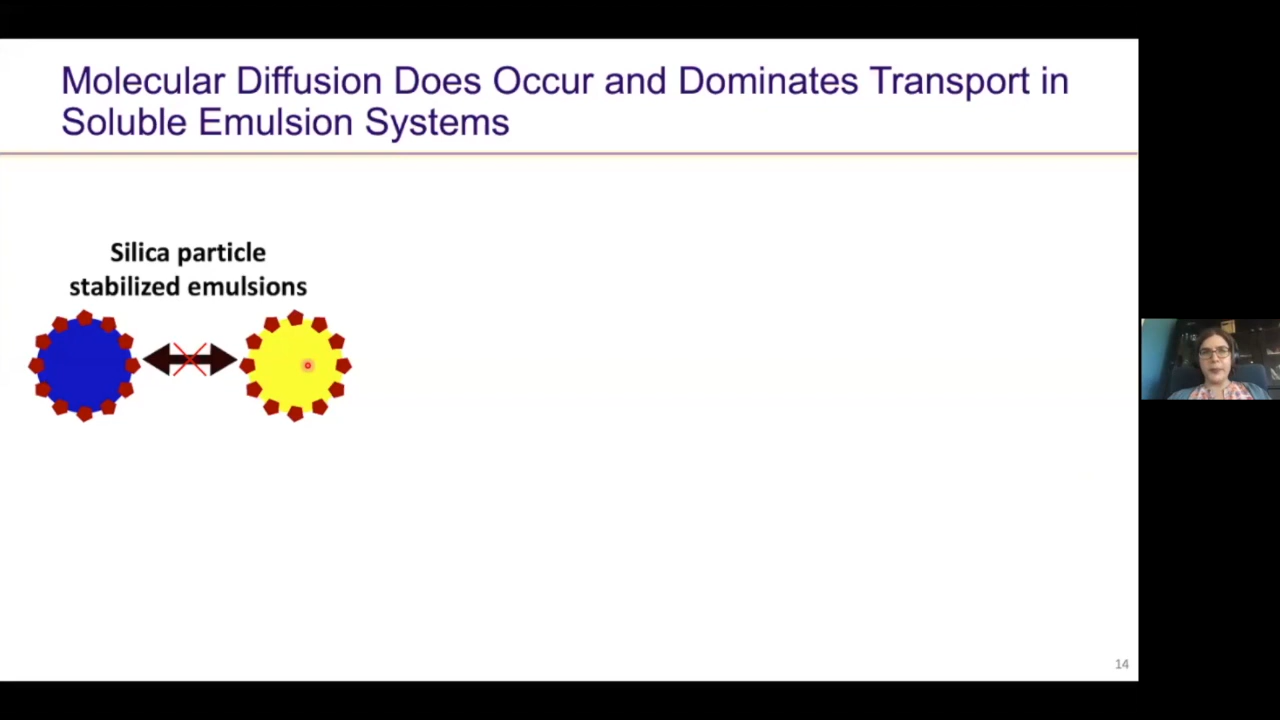 Molecular Diffusion Does Occur and Dominates Transport in
Soluble Emulsion Systems
Silica particle
stabilized emulsions
14